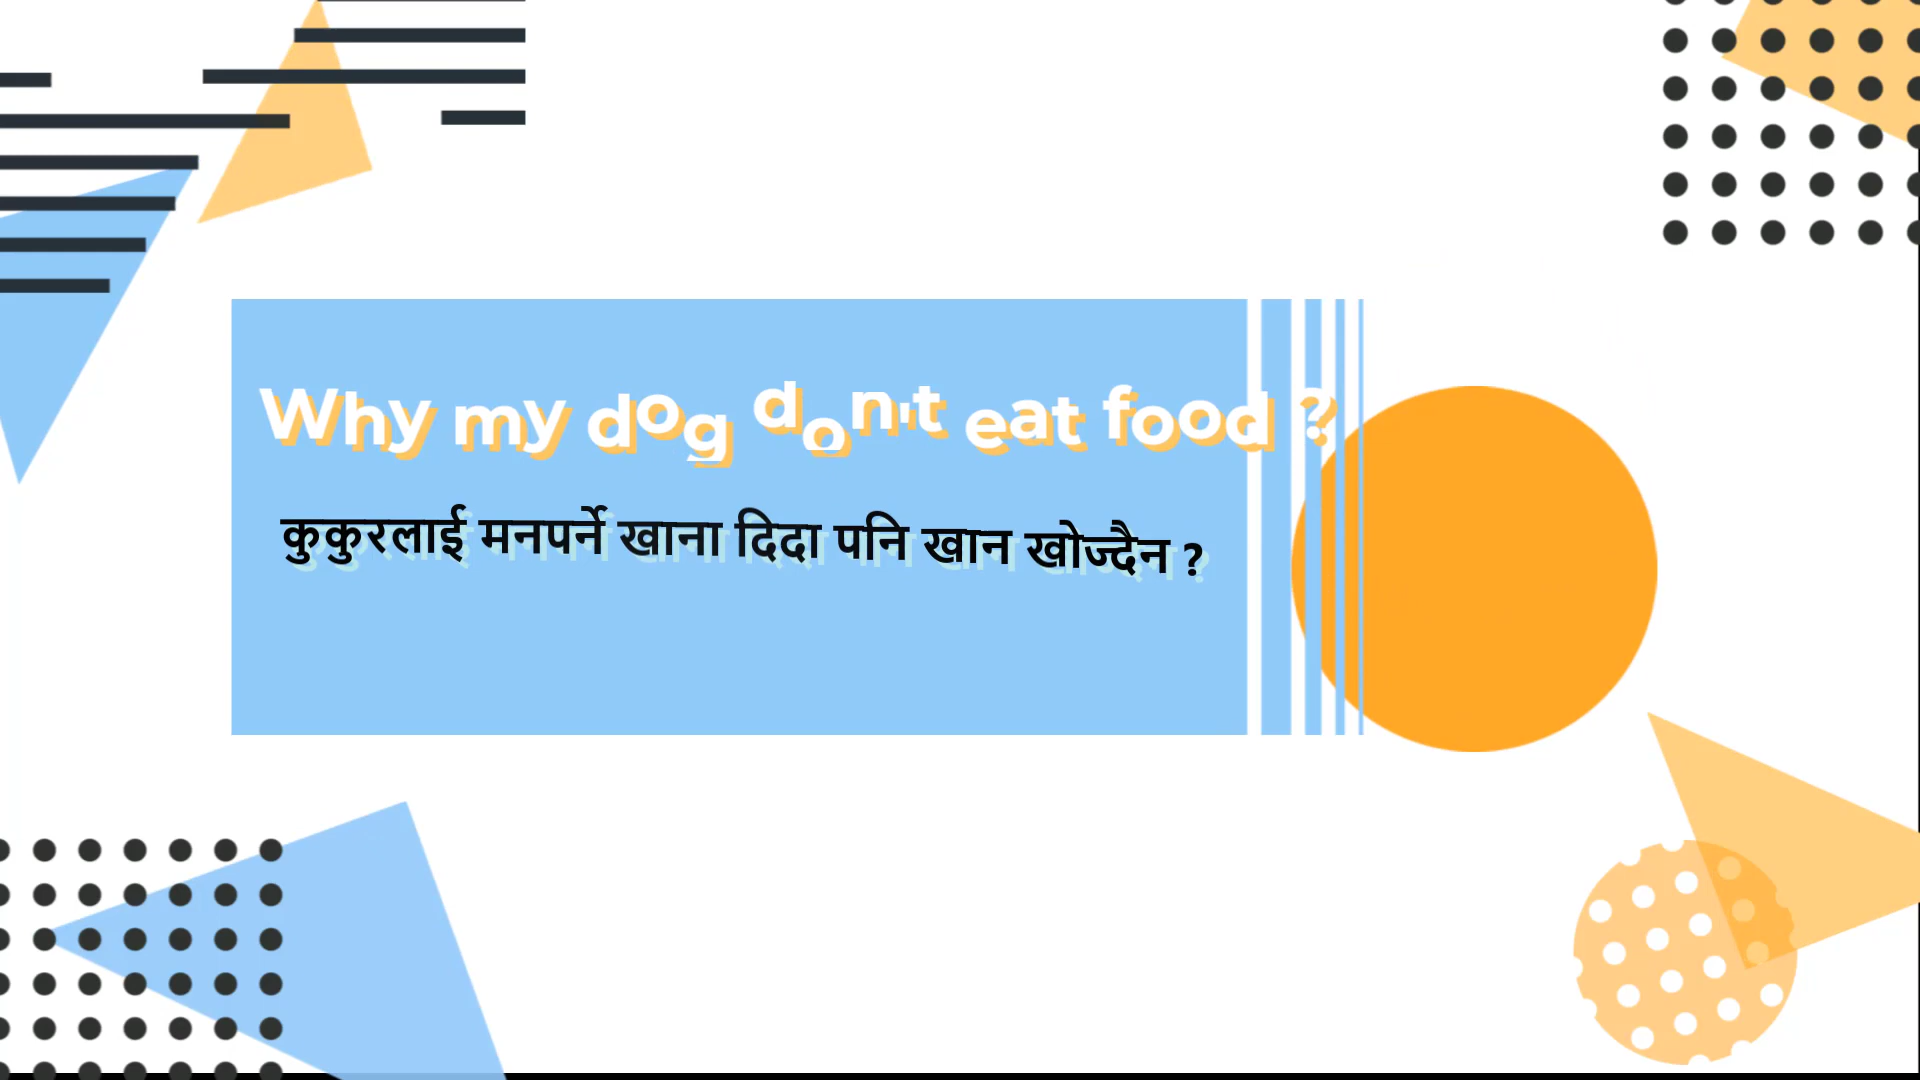 Why my dog don't eat food ?
कुकुरलाई मनपर्ने खाना दिदा पनि खान खोज्दैन ?